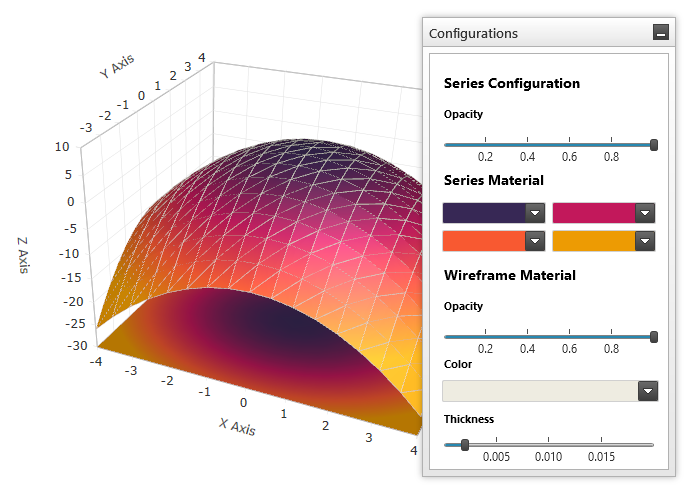 Configurations
Series Configuration
Opacity
0.2 0.4 0.6 0.8
Series Material
Wireframe Material
Opacity
0.2 0.4 0.6 0.8
Color
Thickness
0.005 0.010 0.015
Y Axis
-3 -2 -1 0 1 2 3 4
Z Axis
10
5
0
-5
-10
-15
-20
-25
-30
-4 -3 -2 -1 0 1 2 3 4
X Axis